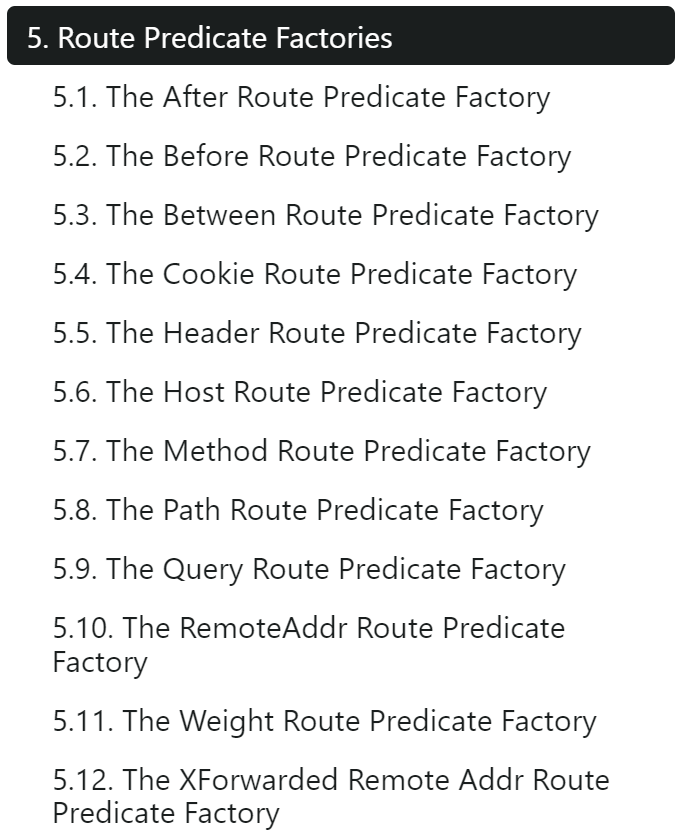 5. Route Predicate Factories
5.1. The After Route Predicate Factory
5.2. The Before Route Predicate Factory
5.3. The Between Route Predicate Factory
5.4. The Cookie Route Predicate Factory
5.5. The Header Route Predicate Factory
5.6. The Host Route Predicate Factory
5.7. The Method Route Predicate Factory
5.8. The Path Route Predicate Factory
5.9. The Query Route Predicate Factory
5.10. The RemoteAddr Route Predicate
Factory
5.11. The Weight Route Predicate Factory
5.12. The XForwarded Remote Addr Route
Predicate Factory